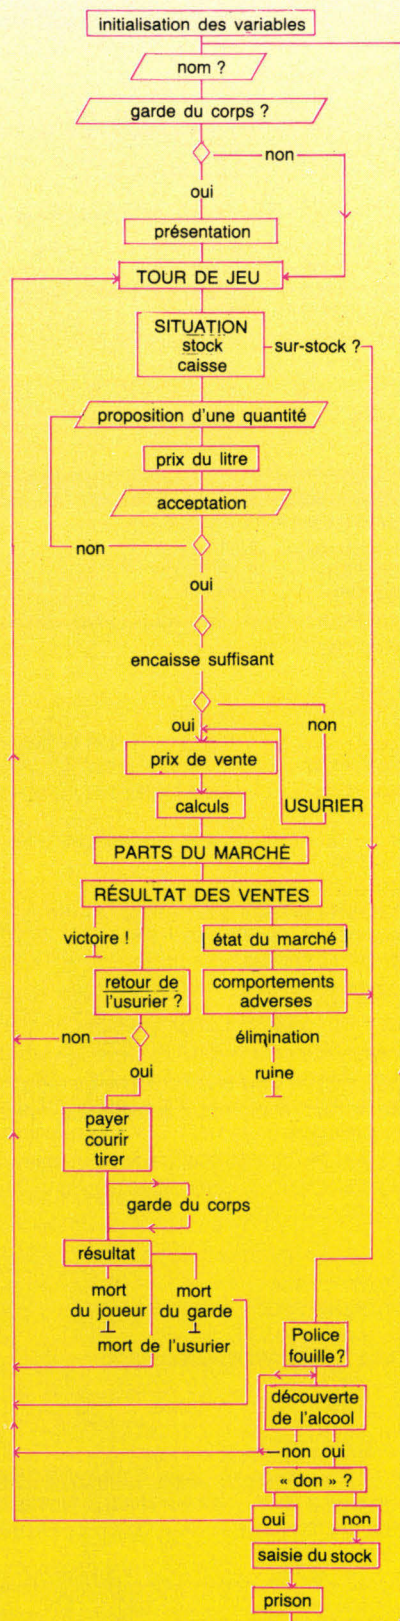 initialisation des variables
nom ?
garde du corps ?
non
oui
présentation
TOUR DE JEU
SITUATION
stock
caisse
sur-stock ?
proposition d'une quantité
prix du litre
acceptation
non
oui
encaisse suffisant
oui
non
prix de vente
USURIER
calculs
PARTS DU MARCHÉ
RÉSULTAT DES VENTES
victoire !
état du marché
retour de
l'usurier ?
comportements
adverses
non
élimination
oui
ruine
payer
courir
tirer
garde du corps
résultat
mort
du joueur
mort
du garde
mort de l'usurier
Police
fouille?
découverte
de l'alcool
non oui
« don » ?
oui
non
saisie du stock
prison